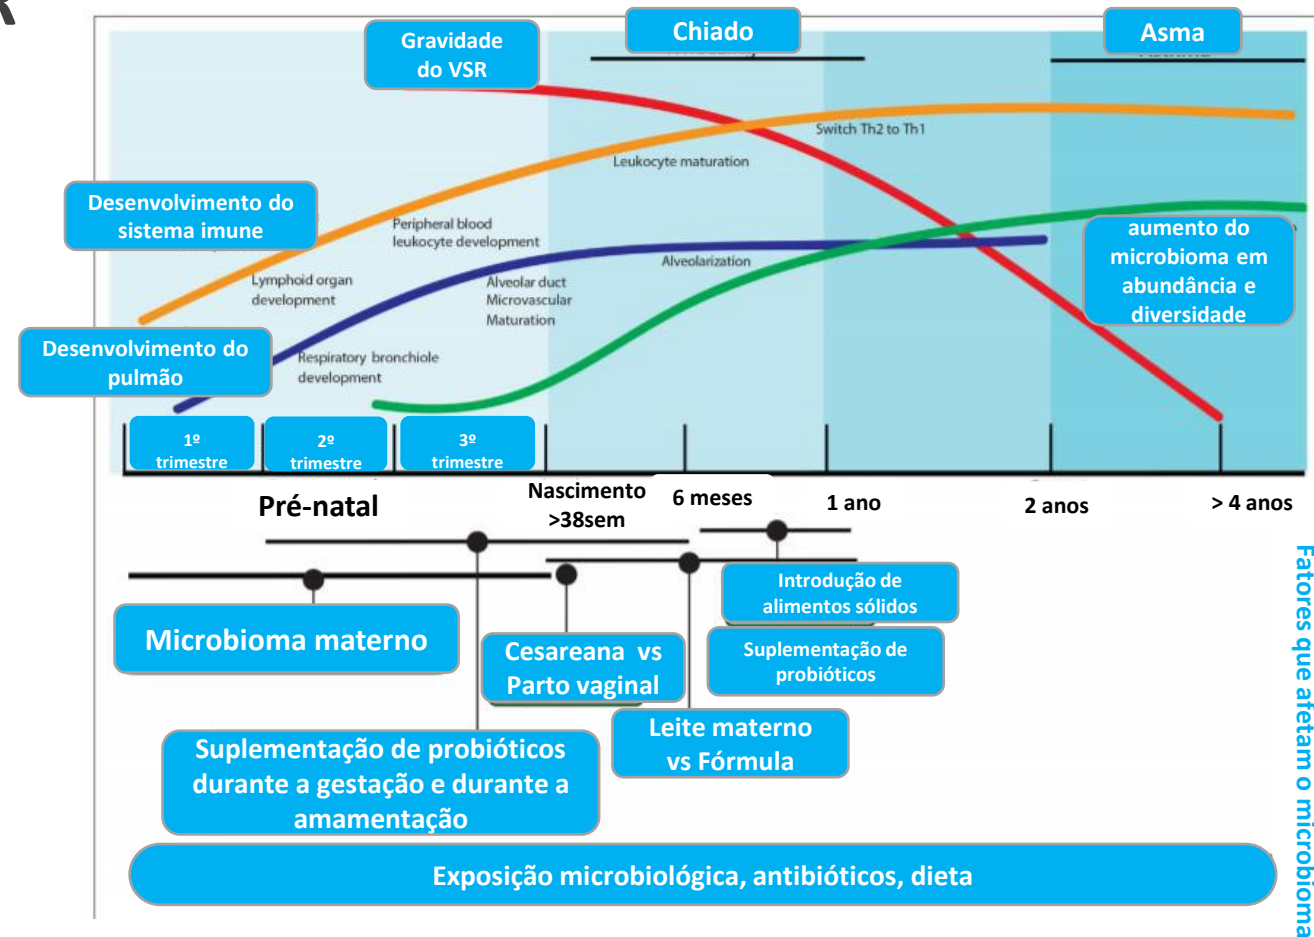 Gravidade
do VSR
Chiado
Asma
Switch Th2 to Th1
Leukocyte maturation
Desenvolvimento do
sistema imune
Peripheral blood
leukocyte development
aumento do
microbioma em
abundância e
diversidade
Alveolarization
Lymphoid organ
development
Alveolar duct
Microvascular
Maturation
Desenvolvimento do
pulmão
Respiratory bronchiole
development
1º
trimestre
2º
trimestre
3º
trimestre
Pré-natal
Nascimento
>38sem
6 meses
1 ano
2 anos
> 4 anos
Introdução de
alimentos sólidos
Microbioma materno
Cesareana vs
Parto vaginal
Suplementação de
probióticos
Leite materno
vs Fórmula
Suplementação de probióticos
durante a gestação e durante a
amamentação
Exposição microbiológica, antibióticos, dieta
Fatores que afetam o microbioma